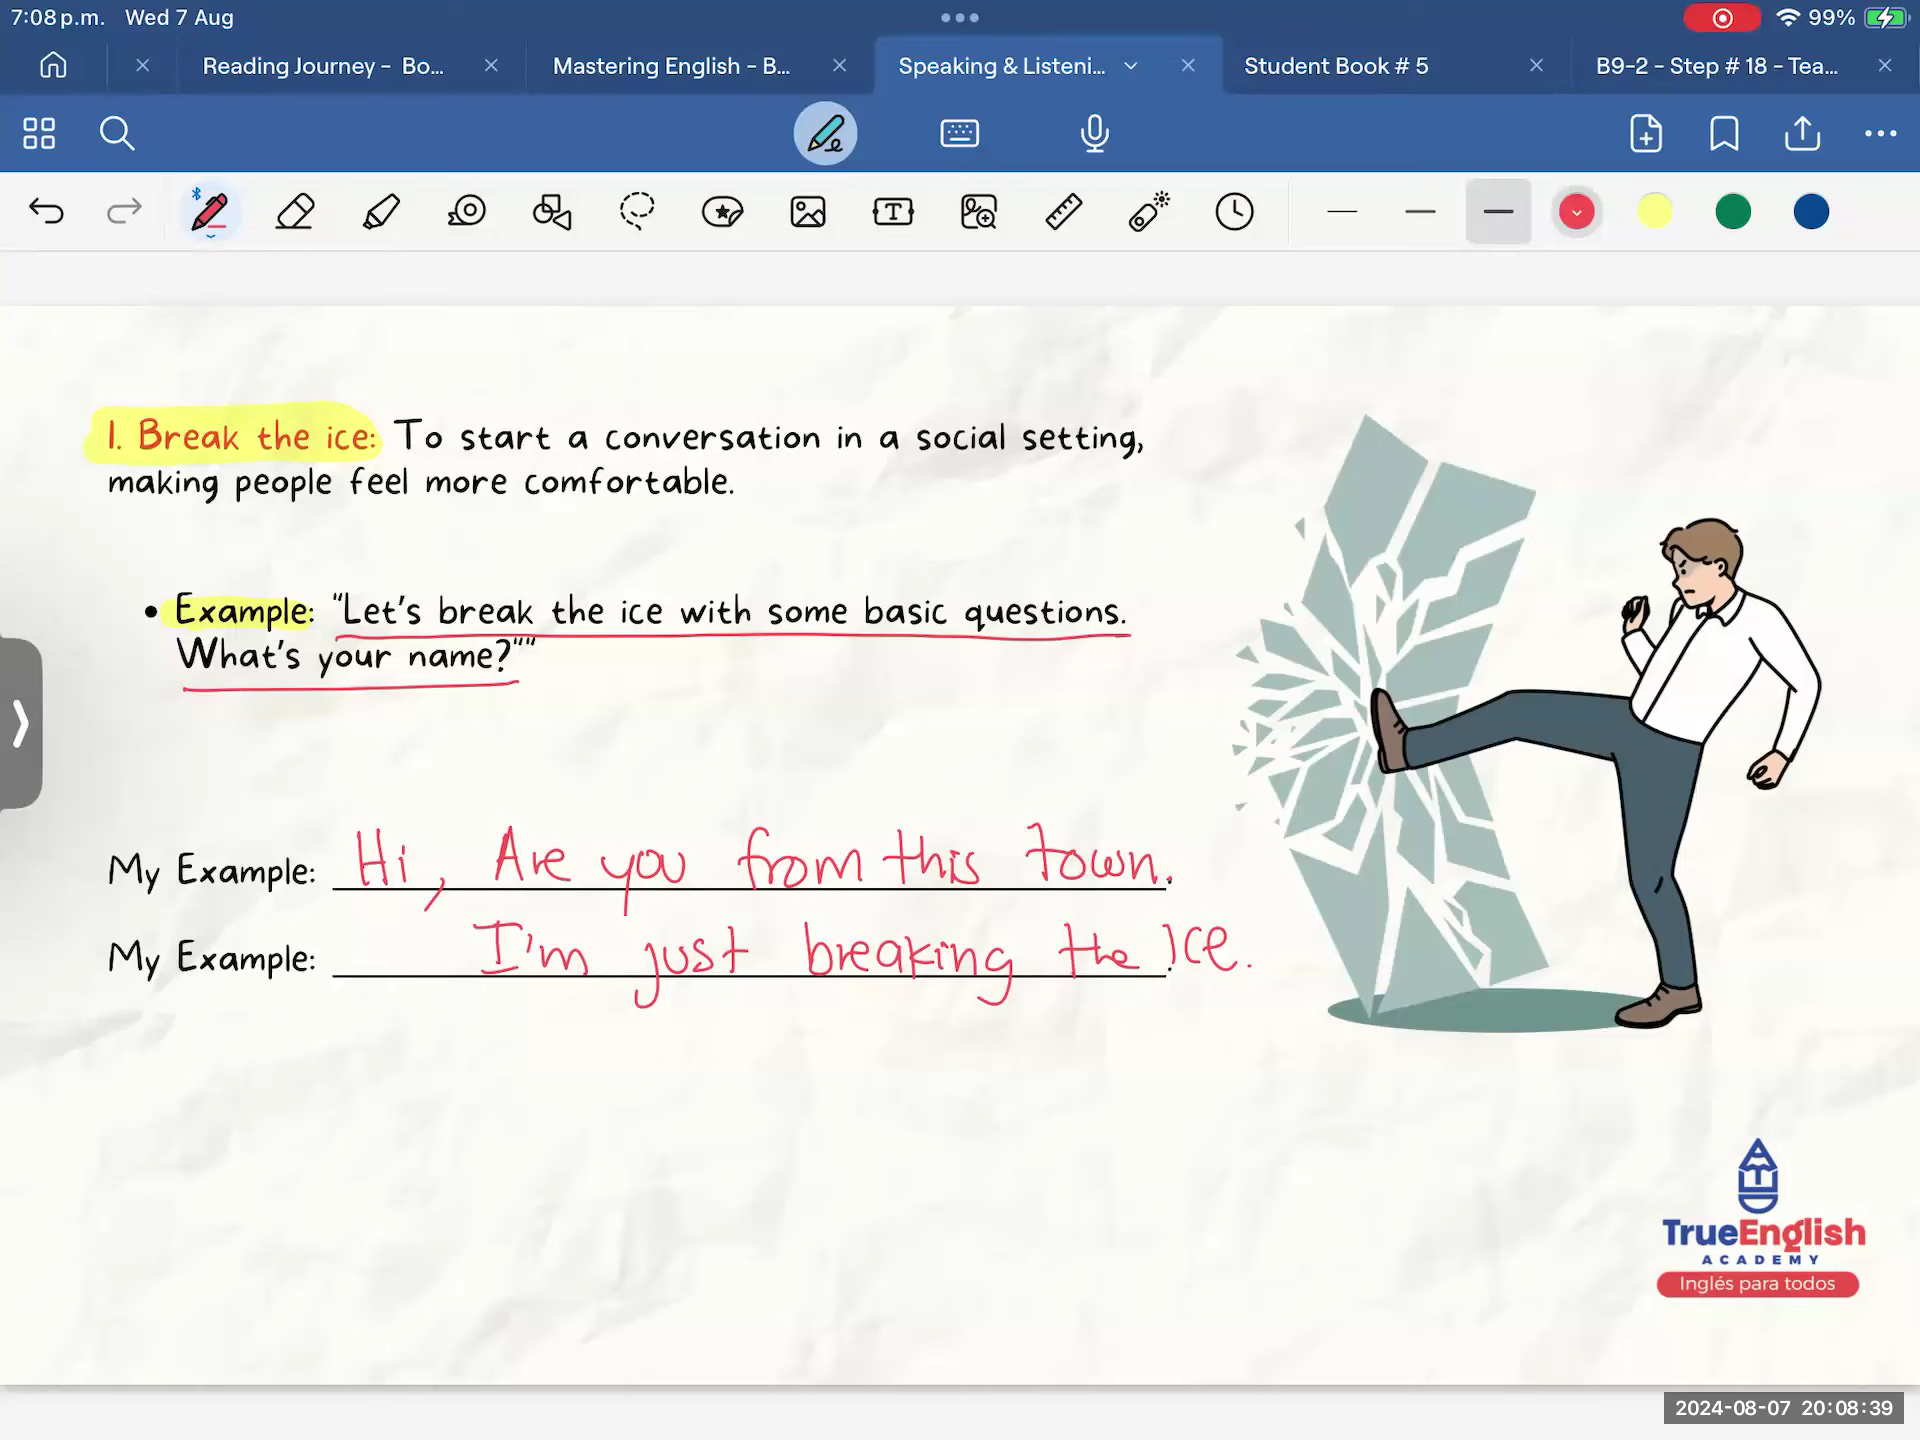 7:08 p.m. Wed 7 Aug
99%
Reading Journey - Bo...
Mastering English - B...
Speaking & Listeni...
Student Book # 5
B9-2 - Step # 18 - Tea...
1. Break the ice: To start a conversation in a social setting,
making people feel more comfortable.
• Example: "Let's break the ice with some basic questions.
What's your name?""
My Example: Hi, Are you from this town.
My Example: I'm just breaking the ice.
TrueEnglish
ACADEMY
Inglés para todos
2024-08-07 20:08:39